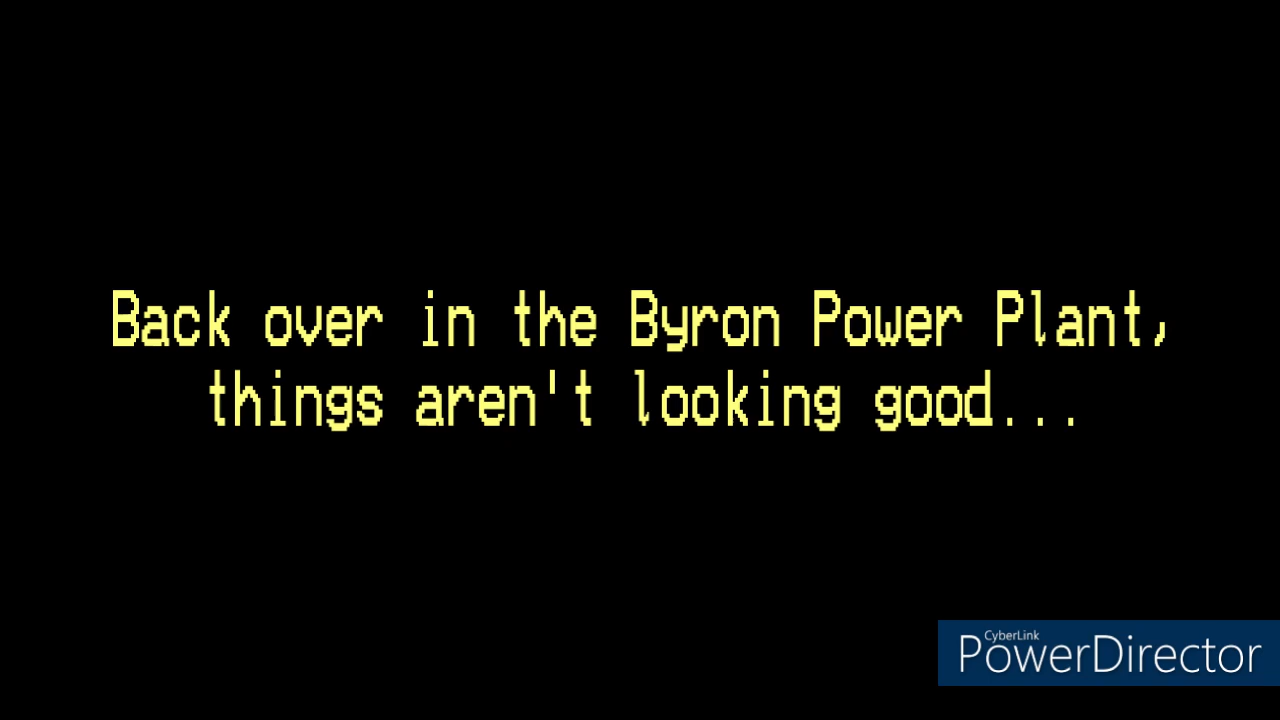 Back over in the Byron Power Plant,
things aren't looking good...
CyberLink
PowerDirector